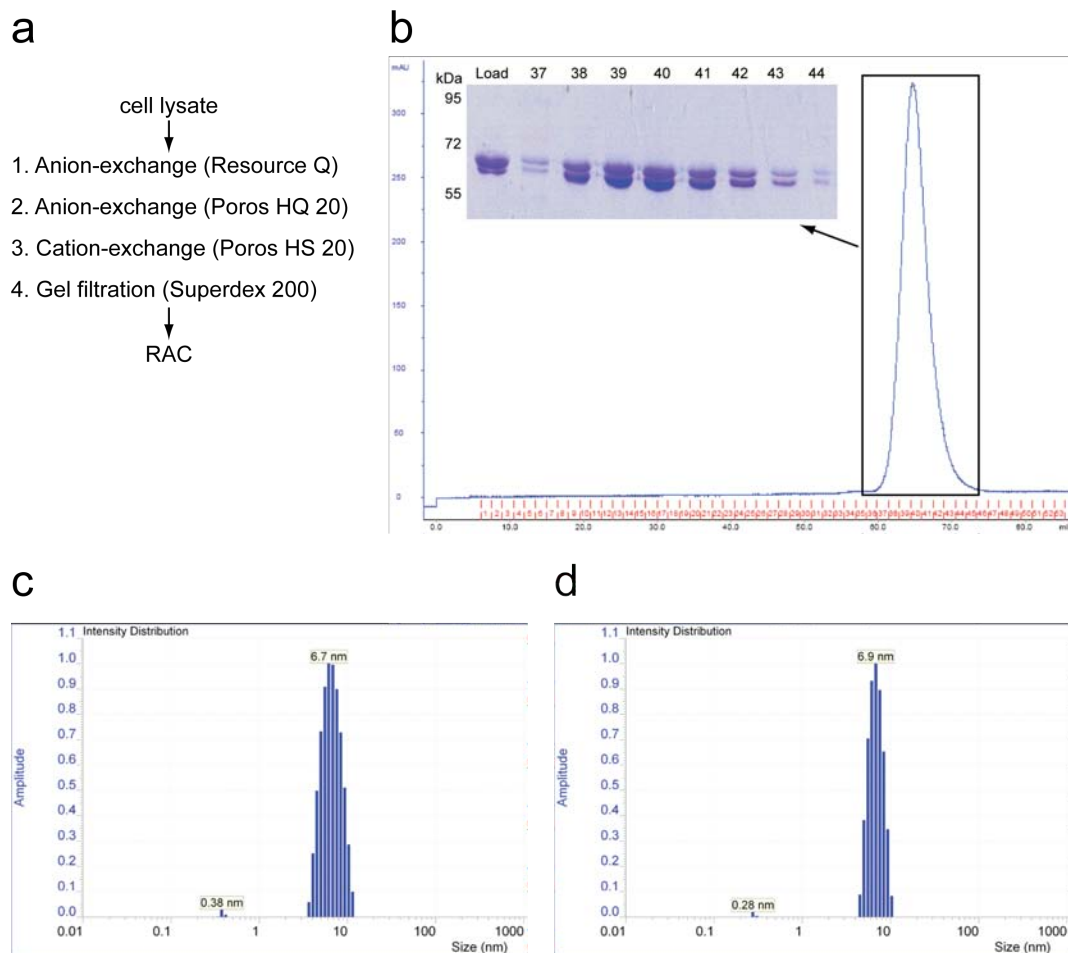 a
cell lysate
1. Anion-exchange (Resource Q)
2. Anion-exchange (Poros HQ 20)
3. Cation-exchange (Poros HS 20)
4. Gel filtration (Superdex 200)
RAC
b
mAU
300
250
200
150
100
50
0
kDa Load 37 38 39 40 41 42 43 44
95
72
55
0.0 10.0 20.0 30.0 40.0 50.0 60.0 70.0 80.0
c
Intensity Distribution
1.1
1.0
0.9
0.8
0.7
0.6
0.5
0.4
0.3
0.2
0.1
0.0
Amplitude
6.7 nm
0.38 nm
0.01 0.1 1 10 100 1000
Size (nm)
d
Intensity Distribution
1.1
1.0
0.9
0.8
0.7
0.6
0.5
0.4
0.3
0.2
0.1
0.0
Amplitude
6.9 nm
0.28 nm
0.01 0.1 1 10 100 1000
Size (nm)